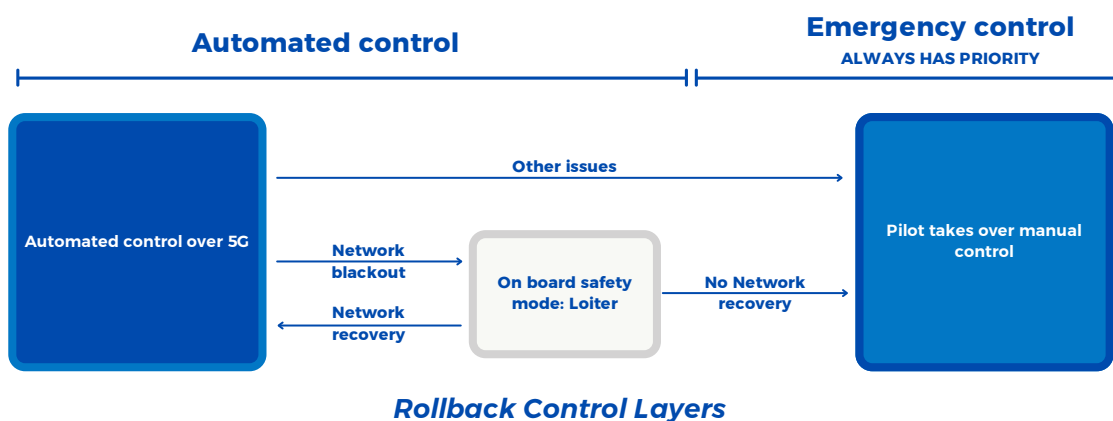 Automated control
Emergency control
ALWAYS HAS PRIORITY
Other issues
Automated control over 5G
Network
blackout
Network
recovery
On board safety
mode: Loiter
No Network
recovery
Pilot takes over manual
control
Rollback Control Layers